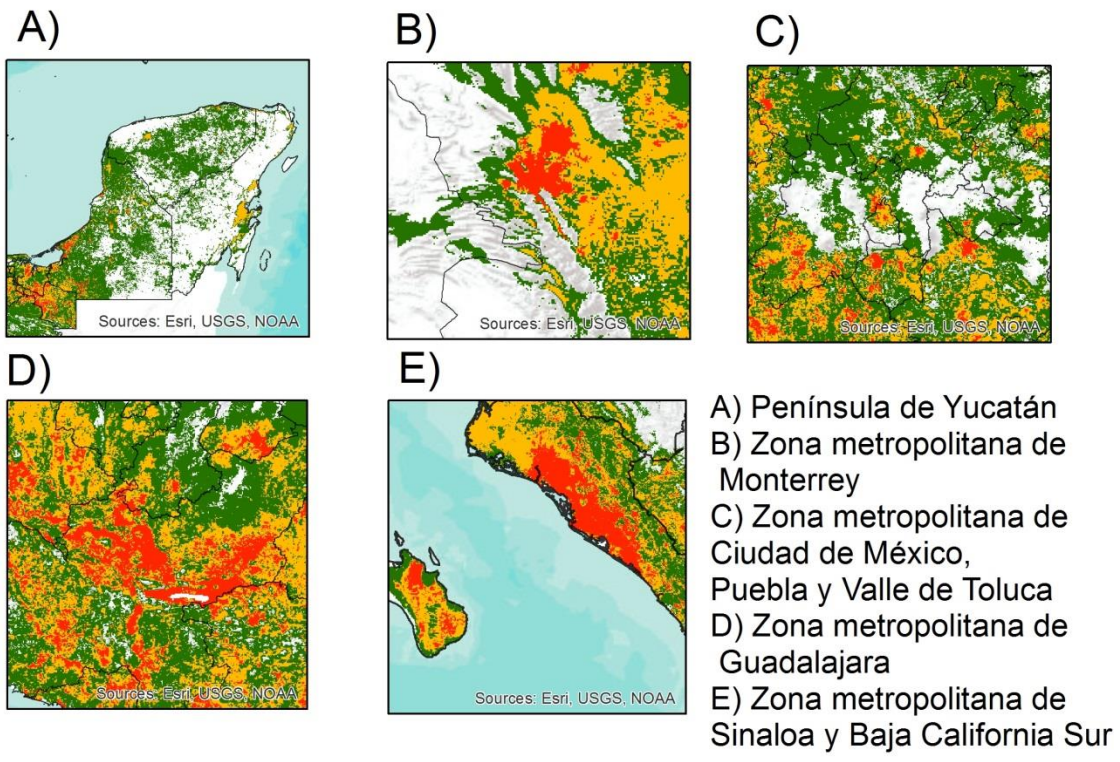 A)
B)
C)
Sources: Esri, USGS, NOAA
Sources: Esri, USGS, NOAA
Sources: Esri, USGS, NOAA
D)
E)
Sources: Esri, USGS, NOAA
Sources: Esri, USGS, NOAA
A) Península de Yucatán
B) Zona metropolitana de
Monterrey
C) Zona metropolitana de
Ciudad de México,
Puebla y Valle de Toluca
D) Zona metropolitana de
Guadalajara
E) Zona metropolitana de
Sinaloa y Baja California Sur